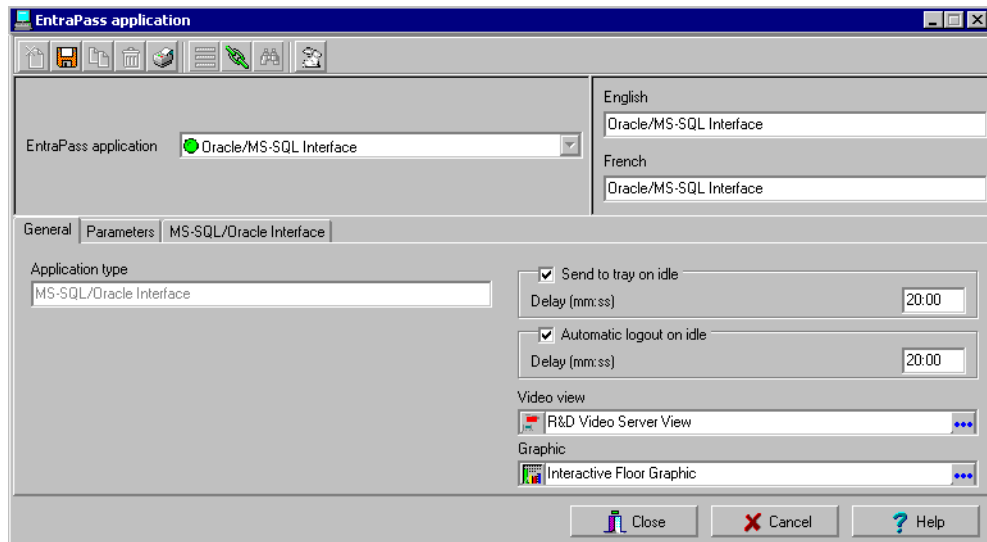 EntraPass application
English
Oracle/MS-SQL Interface
EntraPass application
Oracle/MS-SQL Interface
French
Oracle/MS-SQL Interface
General
Parameters
MS-SQL/Oracle Interface
Application type
MS-SQL/Oracle Interface
Send to tray on idle
Delay (mm:ss)
20:00
Automatic logout on idle
Delay (mm:ss)
20:00
Video view
R&D Video Server View
Graphic
Interactive Floor Graphic
Close
Cancel
Help